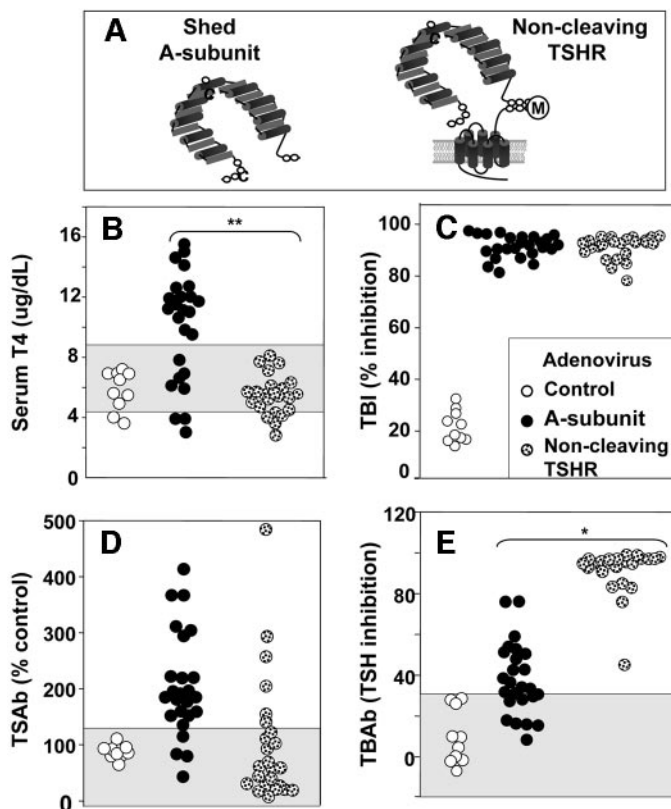 A
Shed
A-subunit
Non-cleaving
TSHR
C
C
M
B
**
Serum T4 (ug/dL)
16
12
8
4
0
C
TBI (% inhibition)
100
80
60
40
20
0
Adenovirus
Control
A-subunit
Non-cleaving
TSHR
D
TSAb (% control)
500
400
300
200
100
0
E
*
TBAb (TSH inhibition)
120
80
40
0